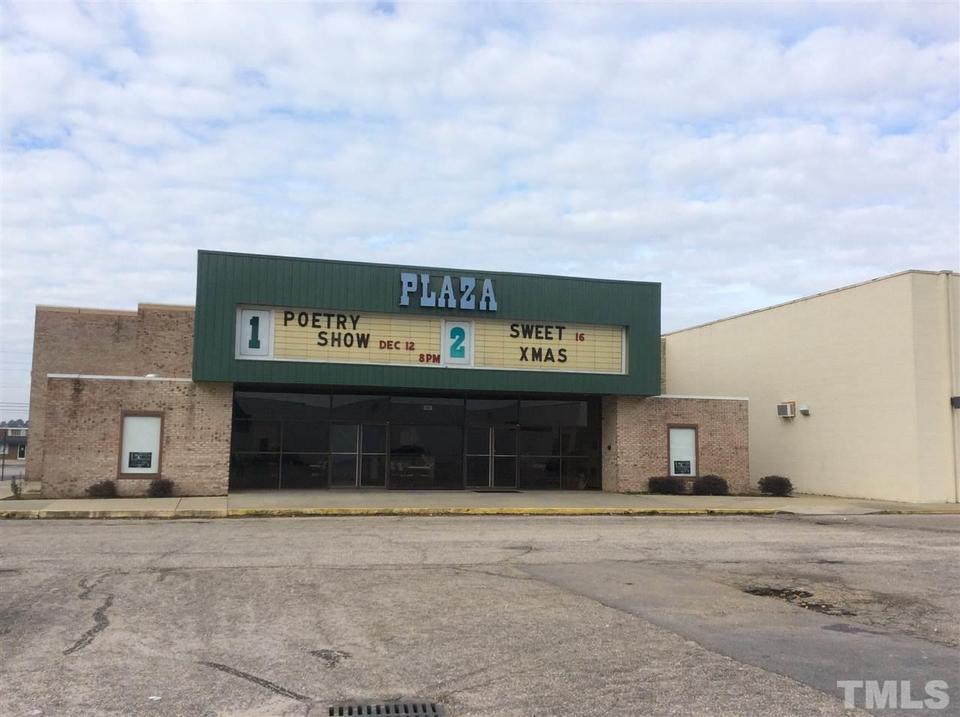 PLAZA
1 POETRY
SHOW DEC 12
8PM
2 SWEET 16
XMAS
TMLS